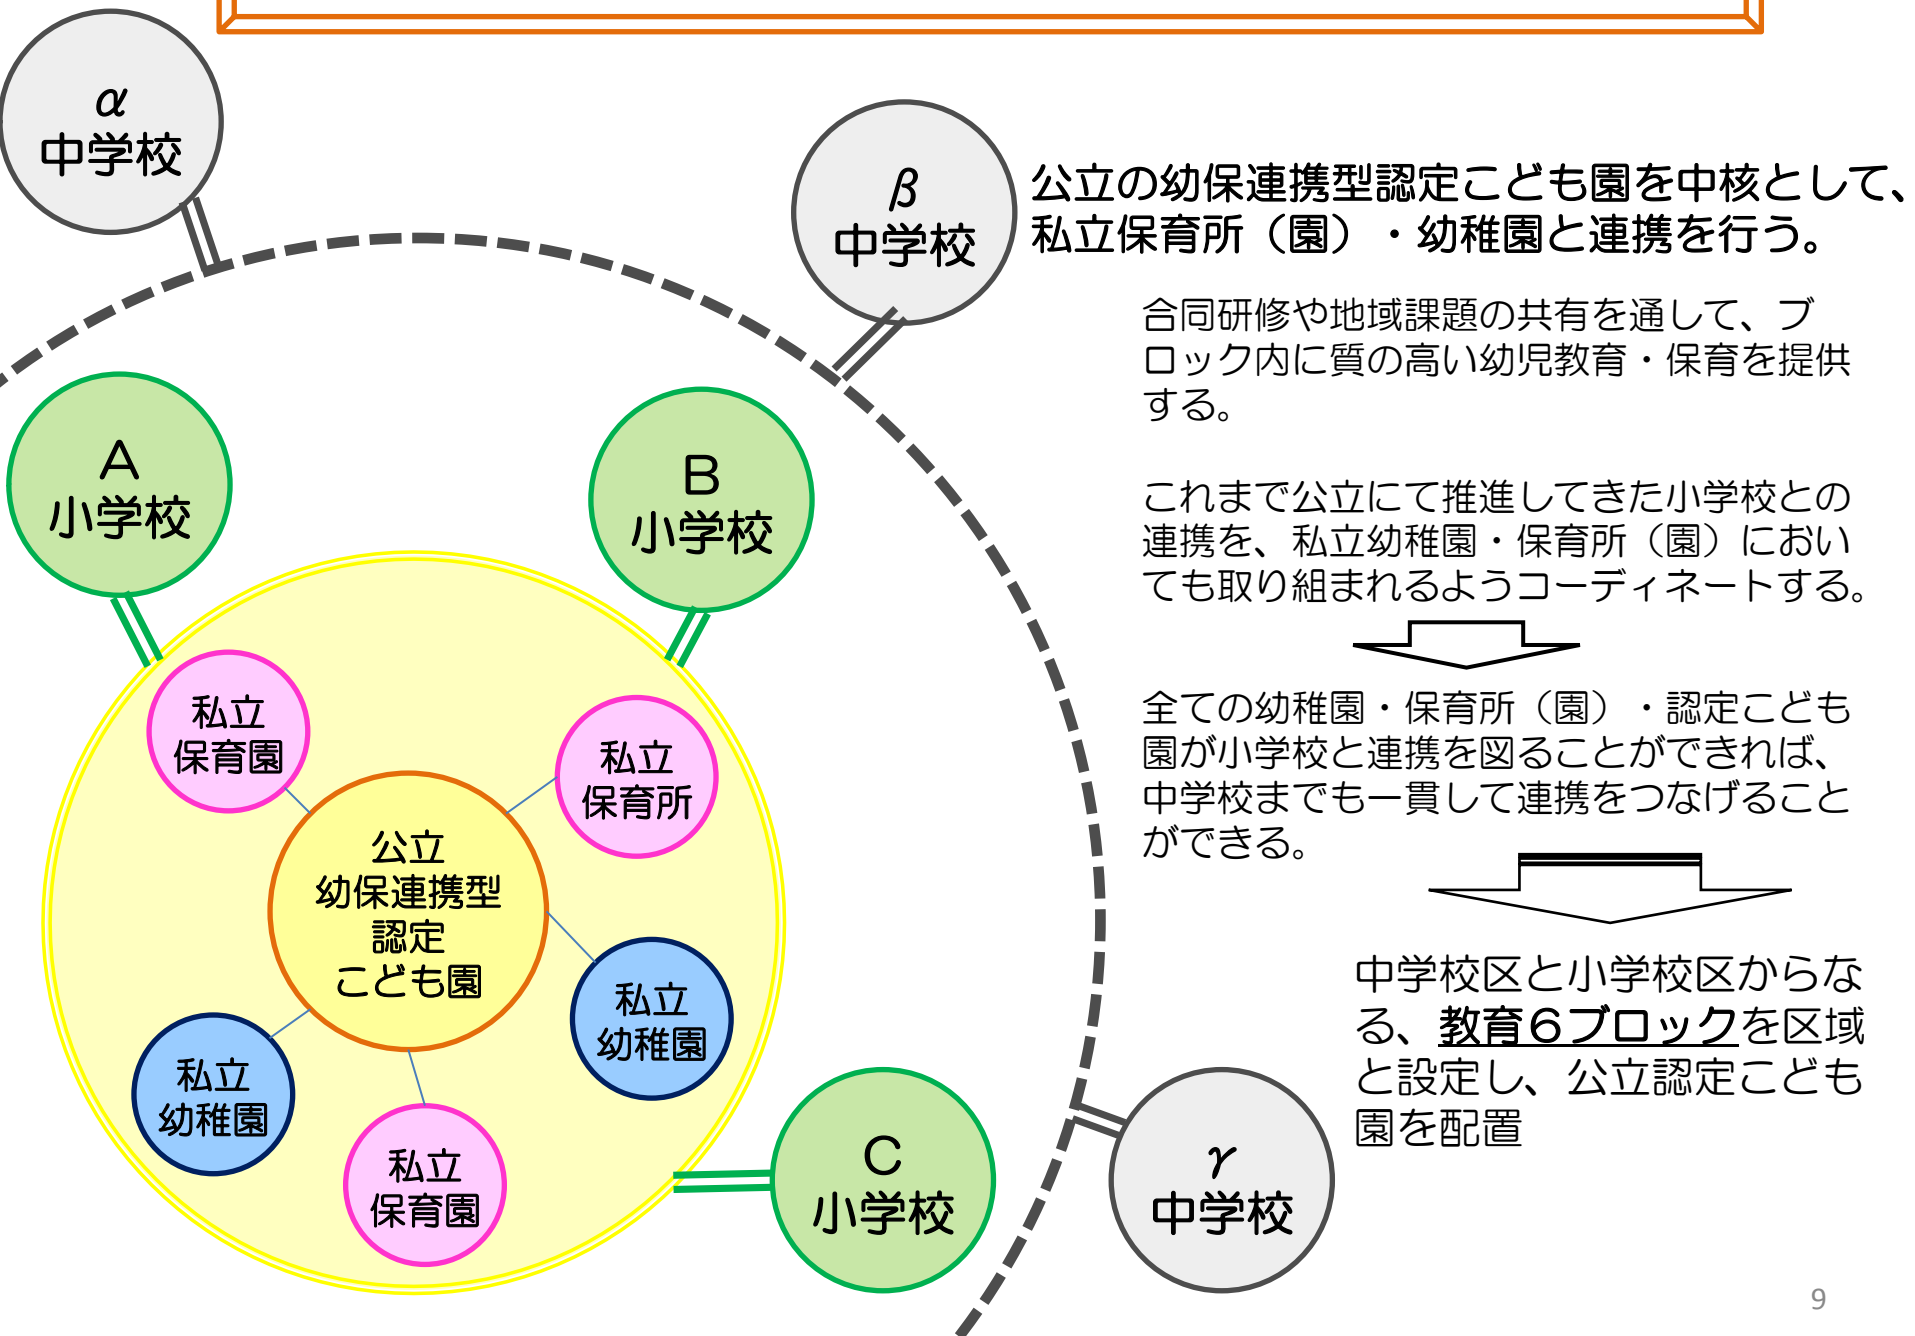 α
中学校
β
中学校
公立の幼保連携型認定こども園を中核として、
私立保育所（園）・幼稚園と連携を行う。
合同研修や地域課題の共有を通して、ブ
ロック内に質の高い幼児教育・保育を提供
する。
これまで公立にて推進してきた小学校との
連携を、私立幼稚園・保育所（園）におい
ても取り組まれるようコーディネートする。
全ての幼稚園・保育所（園）・認定こども
園が小学校と連携を図ることができれば、
中学校までも一貫して連携をつなげること
ができる。
中学校区と小学校区からな
る、教育６ブロックを区域
と設定し、公立認定こども
園を配置
A
小学校
B
小学校
私立
保育園
私立
保育所
公立
幼保連携型
認定
こども園
私立
幼稚園
私立
幼稚園
私立
保育園
C
小学校
γ
中学校
9